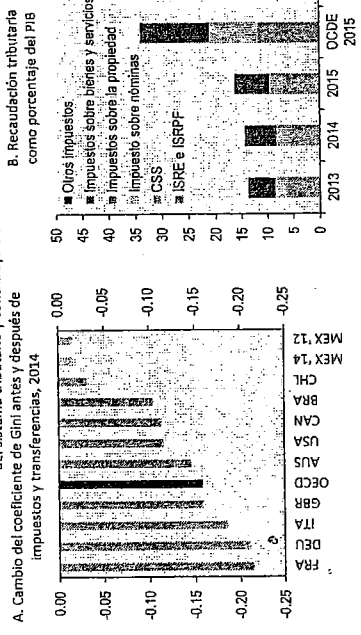 A. Cambio del coeficiente de Gini antes y después de
impuestos y transferencias, 2014
0.00
-0.05
-0.10
-0.15
-0.20
-0.25
0.00
-0.05
-0.10
-0.15
-0.20
-0.25
FRA
DEU
ITA
GBR
OECD
AUS
USA
CAN
BRA
CHL
MEX '14
MEX '12
B. Recaudación tributaria
como porcentaje del PIB
50
45
40
35
30
25
20
15
10
5
0
Otros impuestos
Impuestos sobre bienes y servicios
Impuestos sobre la propiedad
Impuesto sobre nóminas
CSS
ISRE e ISRPF
2013
2014
2015
OCDE
2015